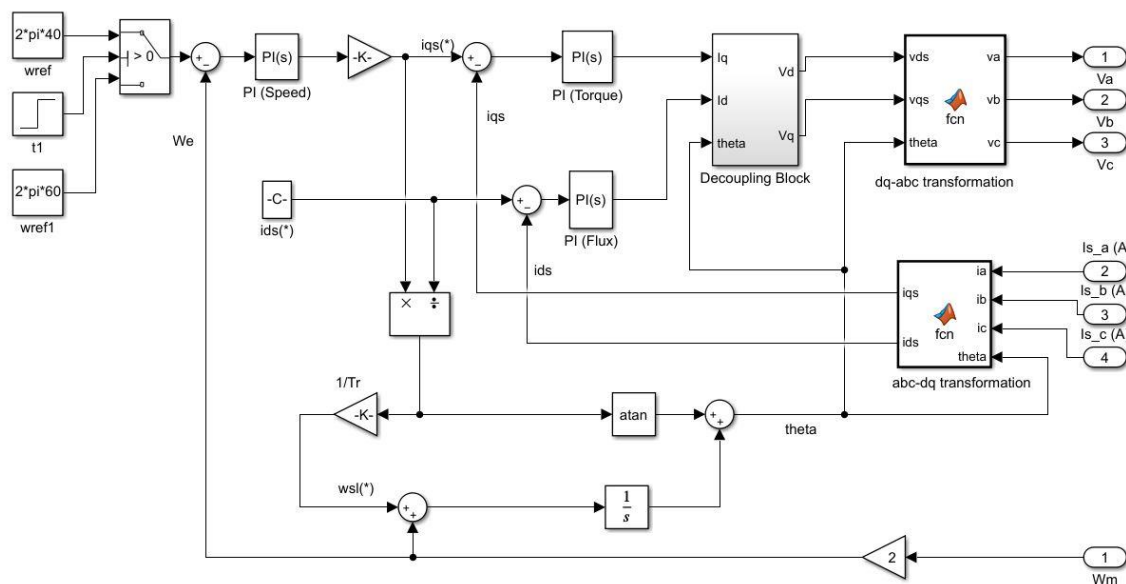 2*pi*40
wref
> 0
t1
2*pi*60
wref1
+
−
We
PI(s)
PI (Speed)
-K-
iqs(*)
+
−
iqs
PI(s)
PI (Torque)
-C-
ids(*)
+
−
ids
PI(s)
PI (Flux)
Iq
Id
theta
Vd
Vq
Decoupling Block
vds
vqs
theta
fcn
va
vb
vc
dq-abc transformation
1
Va
2
Vb
3
Vc
× ÷
Is_a (A
2
Is_b (A
3
Is_c (A
4
iqs
ids
fcn
ia
ib
ic
theta
abc-dq transformation
1/Tr
-K-
atan
+
+
theta
wsl(*)
+
+
1
s
2
1
Wm